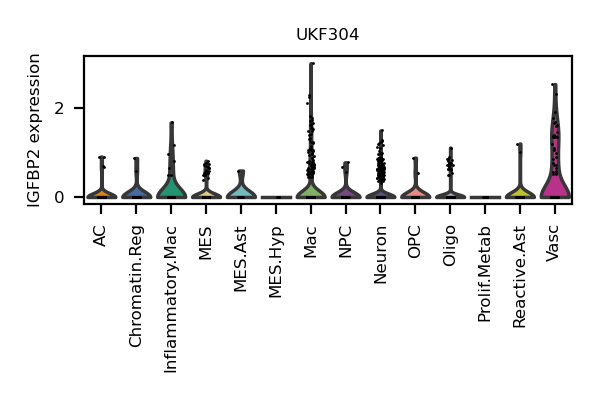 UKF304
IGFBP2 expression
2
0
AC
Chromatin.Reg
Inflammatory.Mac
MES
MES.Ast
MES.Hyp
Mac
NPC
Neuron
OPC
Oligo
Prolif.Metab
Reactive.Ast
Vasc